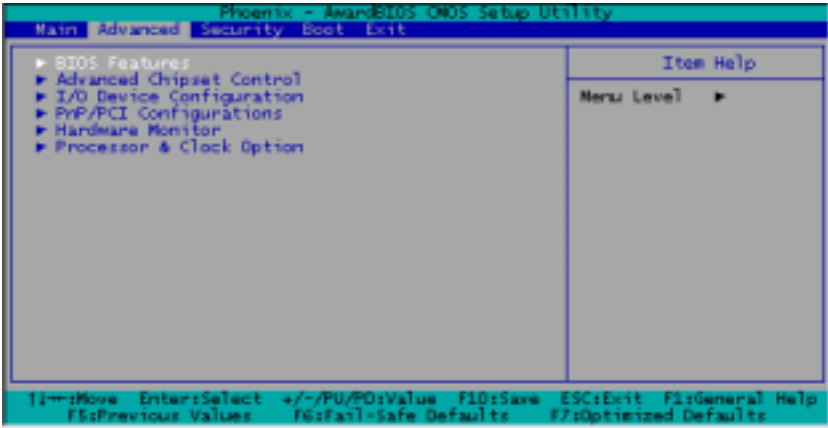 Phoenix - AwardBIOS CMOS Setup Utility
Main Advanced Security Boot Exit
► BIOS Features
► Advanced Chipset Control
► I/O Device Configuration
► PnP/PCI Configurations
► Hardware Monitor
► Processor & Clock Option
Item Help
Menu Level ►
↑↓→←:Move Enter:Select +/-/PU/PD:Value F10:Save ESC:Exit F1:General Help
F5:Previous Values F6:Fail-Safe Defaults F7:Optimized Defaults